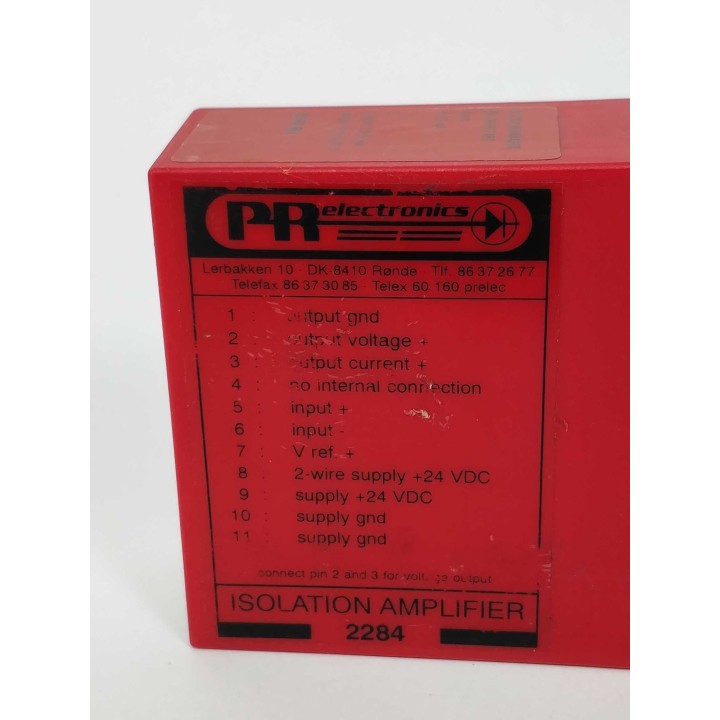 PR electronics
Lerbakken 10 DK-8410 Rønde Tlf 86 37 26 77
Telefax 86 37 30 85 Telex 60 160 prelec
1 : output gnd
2 : output voltage +
3 : output current +
4 : no internal connection
5 : input +
6 : input -
7 : V ref. +
8 : 2-wire supply +24 VDC
9 : supply +24 VDC
10 : supply gnd
11 : supply gnd
connect pin 2 and 3 for voltage output
ISOLATION AMPLIFIER
2284